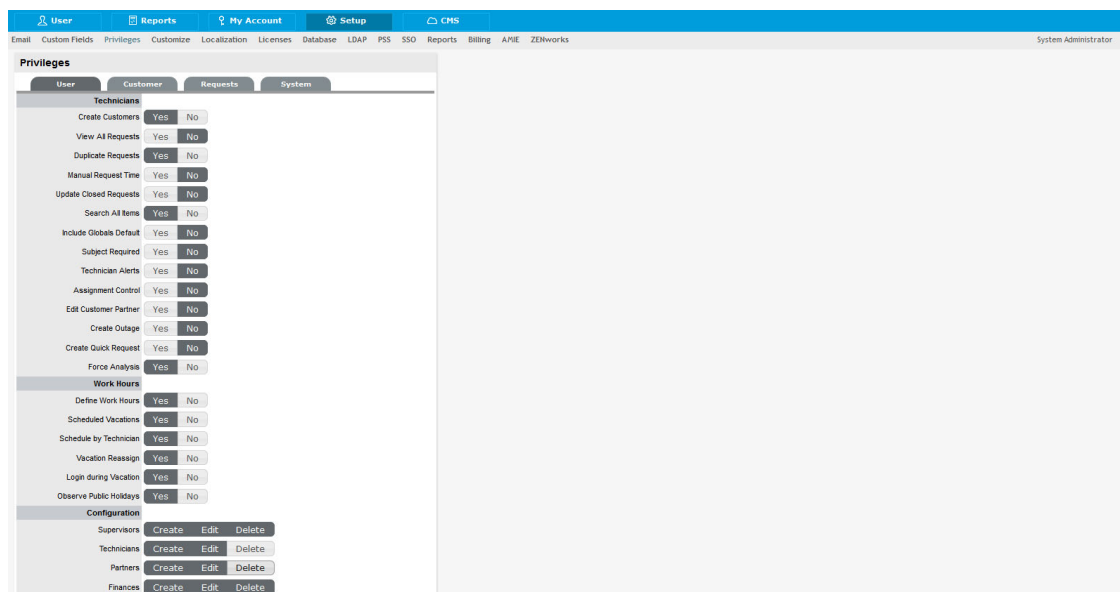 User Reports My Account Setup CMS
Email Custom Fields Privileges Customize Localization Licenses Database LDAP PSS SSO Reports Billing AMIE ZENworks System Administrator
Privileges
User Customer Requests System
Technicians
Create Customers Yes No
View All Requests Yes No
Duplicate Requests Yes No
Manual Request Time Yes No
Update Closed Requests Yes No
Search All Items Yes No
Include Globals Default Yes No
Subject Required Yes No
Technician Alerts Yes No
Assignment Control Yes No
Edit Customer Partner Yes No
Create Outage Yes No
Create Quick Request Yes No
Force Analysis Yes No
Work Hours
Define Work Hours Yes No
Scheduled Vacations Yes No
Schedule by Technician Yes No
Vacation Reassign Yes No
Login during Vacation Yes No
Observe Public Holidays Yes No
Configuration
Supervisors Create Edit Delete
Technicians Create Edit Delete
Partners Create Edit Delete
Finances Create Edit Delete